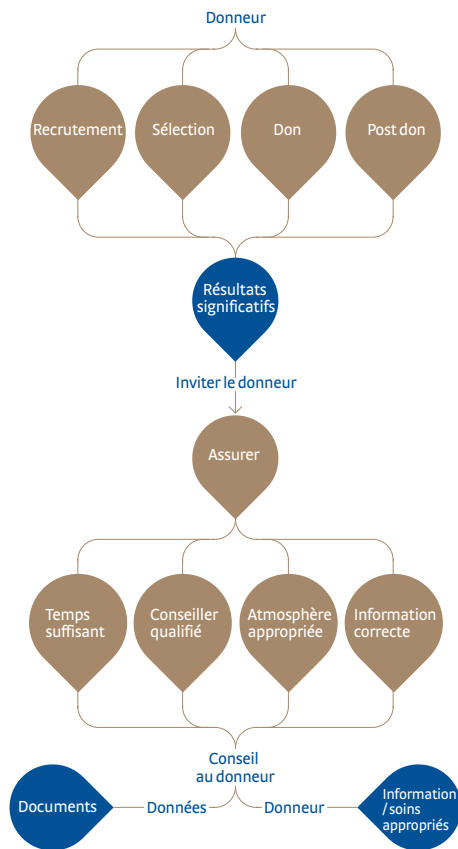 Donneur
Recrutement
Sélection
Don
Post don
Résultats
significatifs
Inviter le donneur
Assurer
Temps
suffisant
Conseiller
qualifié
Atmosphère
appropriée
Information
correcte
Conseil
au donneur
Documents
Données
Donneur
Information
/soins
appropriés